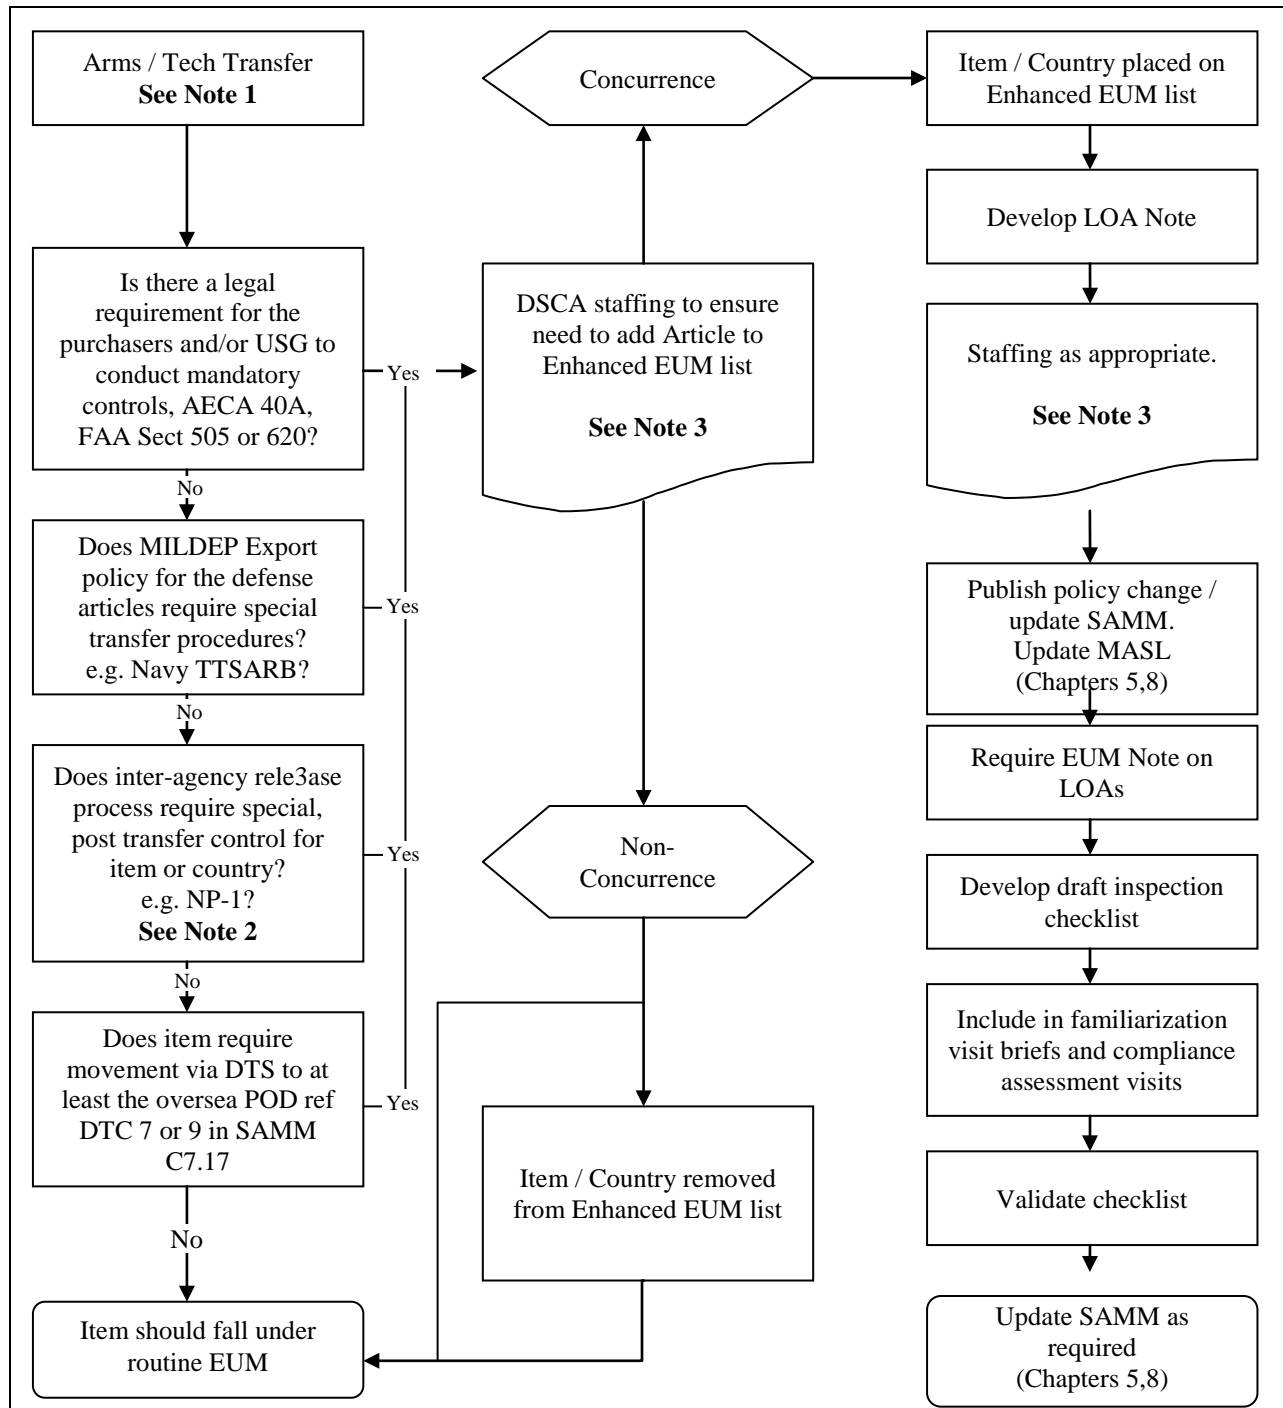 Arms / Tech Transfer
See Note 1
Is there a legal
requirement for the
purchasers and/or USG to
conduct mandatory
controls, AECA 40A,
FAA Sect 505 or 620?
Yes
No
Does MILDEP Export
policy for the defense
articles require special
transfer procedures?
e.g. Navy TTSARB?
Yes
No
Does inter-agency rele3ase
process require special,
post transfer control for
item or country?
e.g. NP-1?
See Note 2
Yes
No
Does item require
movement via DTS to at
least the oversea POD ref
DTC 7 or 9 in SAMM
C7.17
Yes
No
Item should fall under
routine EUM
Concurrence
DSCA staffing to ensure
need to add Article to
Enhanced EUM list
See Note 3
Non-
Concurrence
Item / Country removed
from Enhanced EUM list
Item / Country placed on
Enhanced EUM list
Develop LOA Note
Staffing as appropriate.
See Note 3
Publish policy change /
update SAMM.
Update MASL
(Chapters 5,8)
Require EUM Note on
LOAs
Develop draft inspection
checklist
Include in familiarization
visit briefs and compliance
assessment visits
Validate checklist
Update SAMM as
required
(Chapters 5,8)